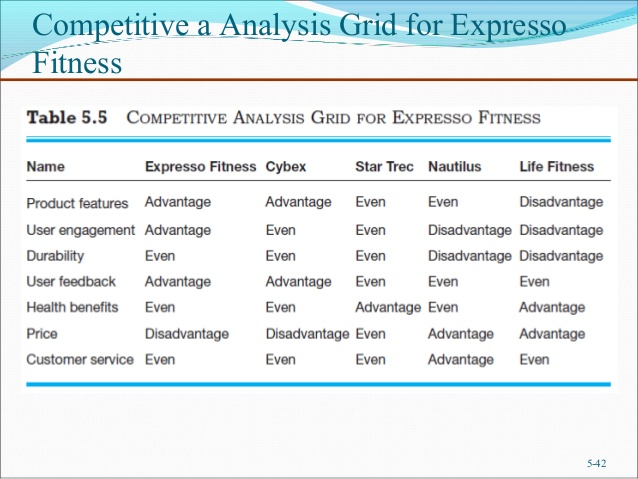 Competitive a Analysis Grid for Expresso
Fitness
Table 5.5 COMPETITIVE ANALYSIS GRID FOR EXPRESSO FITNESS
Name Expresso Fitness Cybex Star Trec Nautilus Life Fitness
Product features Advantage Advantage Even Even Disadvantage
User engagement Advantage Even Even Disadvantage Disadvantage
Durability Even Even Even Disadvantage Disadvantage
User feedback Advantage Advantage Even Even Even
Health benefits Even Even Advantage Even Advantage
Price Disadvantage Disadvantage Even Advantage Advantage
Customer service Even Even Even Advantage Even
5-42